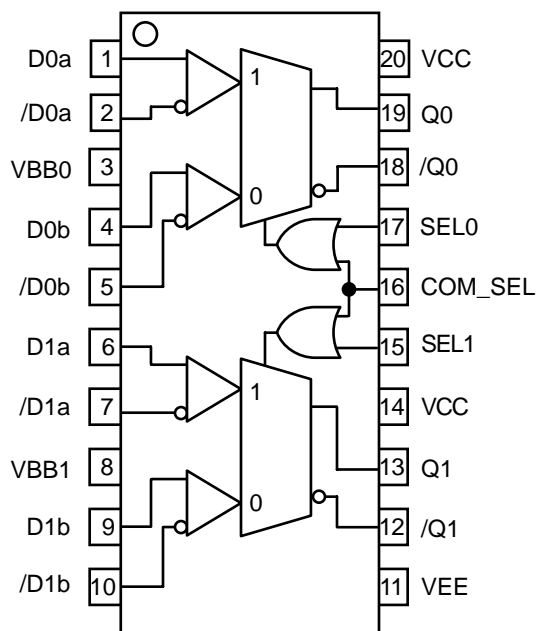 D0a 1 1 20 VCC
/D0a 2 19 Q0
VBB0 3 18 /Q0
D0b 4 0 17 SEL0
/D0b 5 16 COM_SEL
D1a 6 15 SEL1
/D1a 7 1 14 VCC
VBB1 8 13 Q1
D1b 9 0 12 /Q1
/D1b 10 11 VEE